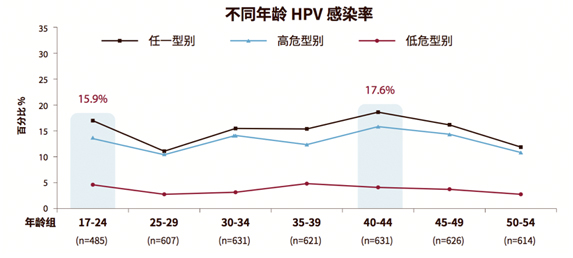 不同年龄 HPV 感染率
任一型别 高危型别 低危型别
百分比 %
35
30
25
20
15
10
5
0
15.9%
17.6%
年龄组 17-24 25-29 30-34 35-39 40-44 45-49 50-54
(n=485) (n=607) (n=631) (n=621) (n=631) (n=626) (n=614)